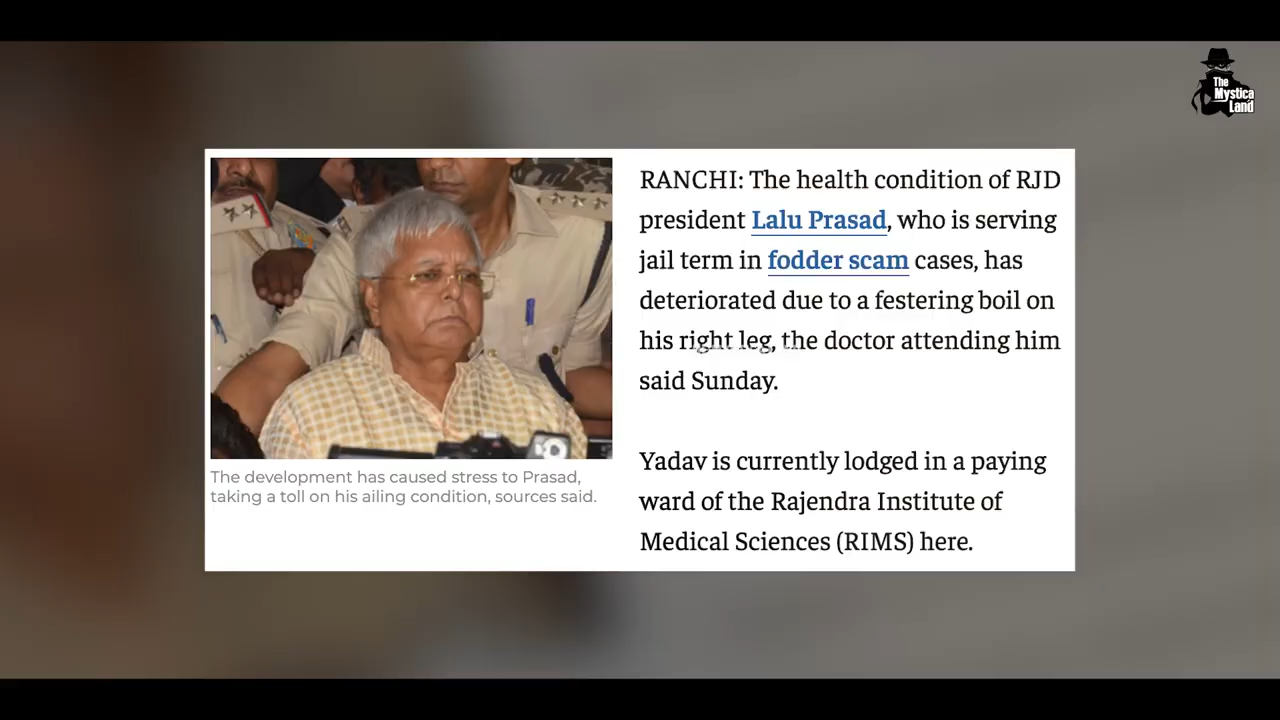 The
Mystica
Land
RANCHI: The health condition of RJD
president Lalu Prasad, who is serving
jail term in fodder scam cases, has
deteriorated due to a festering boil on
his right leg, the doctor attending him
said Sunday.
Yadav is currently lodged in a paying
ward of the Rajendra Institute of
Medical Sciences (RIMS) here.
The development has caused stress to Prasad,
taking a toll on his ailing condition, sources said.